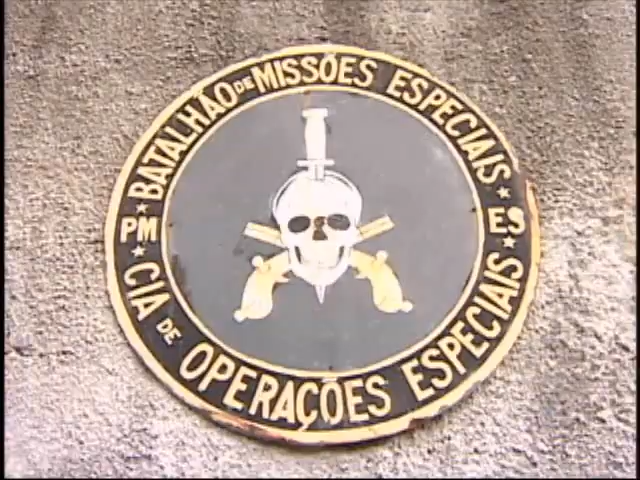 BATALHÃO DE MISSÕES ESPECIAIS
PM
ES
CIA DE OPERAÇÕES ESPECIAIS